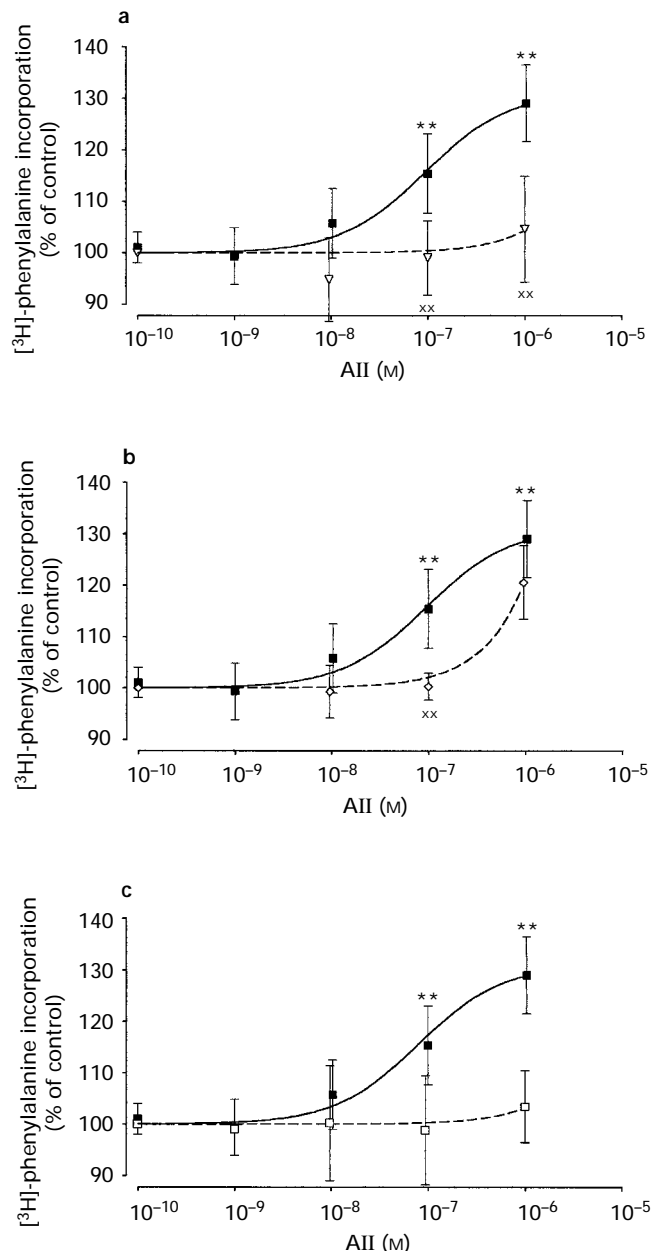 a
[³H]-phenylalanine incorporation
(% of control)
140
130
120
110
100
90
**
**
xx
xx
10⁻¹⁰ 10⁻⁹ 10⁻⁸ 10⁻⁷ 10⁻⁶ 10⁻⁵
AII (M)
b
[³H]-phenylalanine incorporation
(% of control)
140
130
120
110
100
90
**
**
xx
10⁻¹⁰ 10⁻⁹ 10⁻⁸ 10⁻⁷ 10⁻⁶ 10⁻⁵
AII (M)
c
[³H]-phenylalanine incorporation
(% of control)
140
130
120
110
100
90
**
**
10⁻¹⁰ 10⁻⁹ 10⁻⁸ 10⁻⁷ 10⁻⁶ 10⁻⁵
AII (M)